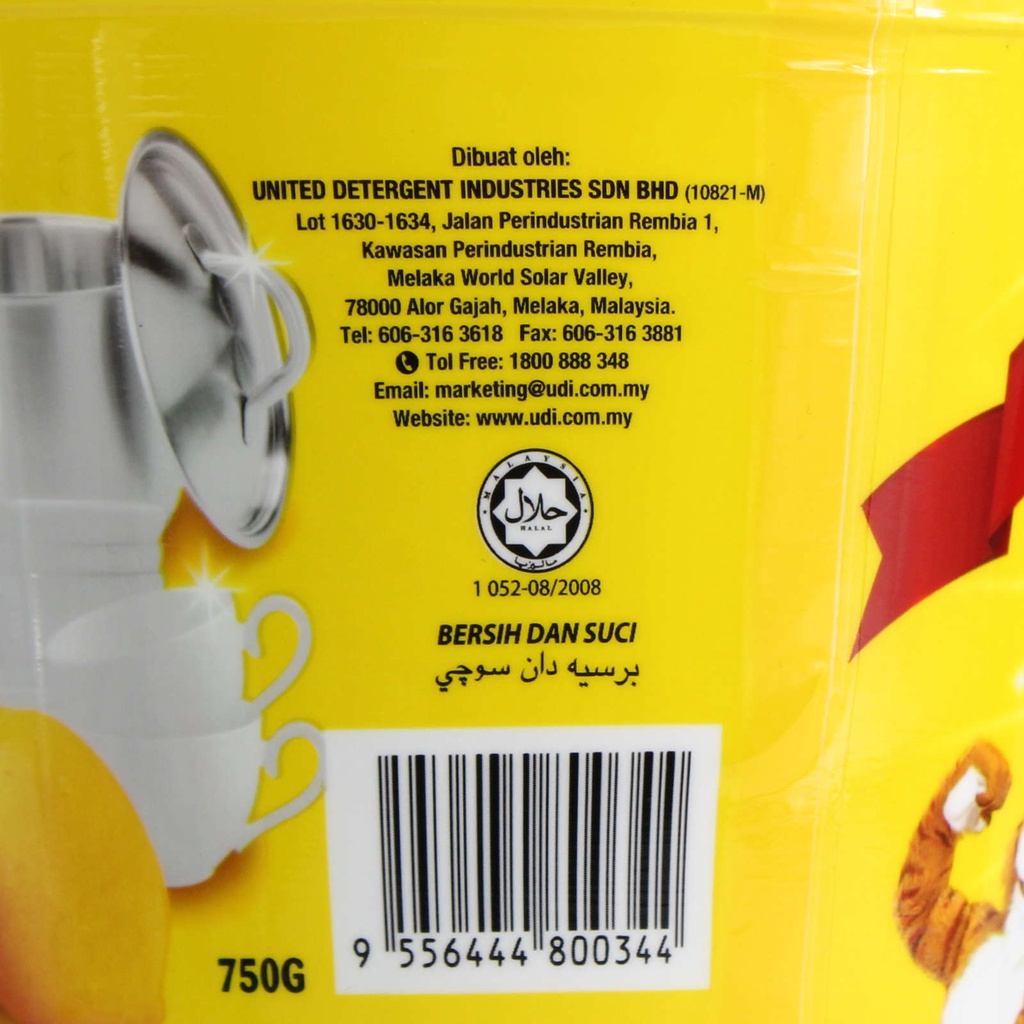 Dibuat oleh:
UNITED DETERGENT INDUSTRIES SDN BHD (10821-M)
Lot 1630-1634, Jalan Perindustrian Rembia 1,
Kawasan Perindustrian Rembia,
Melaka World Solar Valley,
78000 Alor Gajah, Melaka, Malaysia.
Tel: 606-316 3618 Fax: 606-316 3881
Tol Free: 1800 888 348
Email: marketing@udi.com.my
Website: www.udi.com.my
MALAYSIA
حلال
HALAL
مليسيا
1 052-08/2008
BERSIH DAN SUCI
برسيه دان سوچي
9 556444 800344
750G